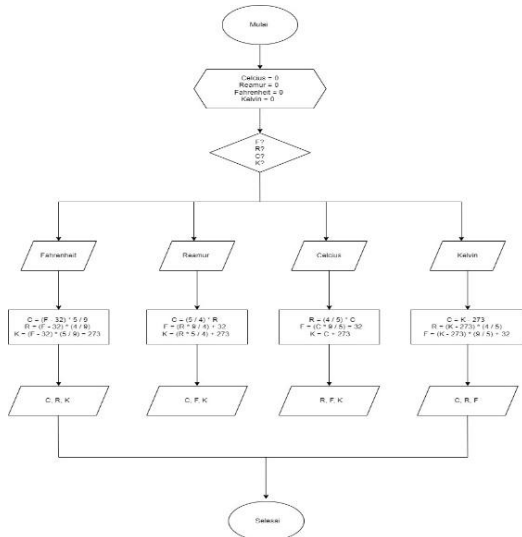 Mulai
Celcius = 0
Reamur = 0
Fahrenheit = 0
Kelvin = 0
F?
R?
C?
K?
Fahrenheit
Reamur
Celcius
Kelvin
C = (F - 32) * 5 / 9
R = (F - 32) * (4 / 9)
K = (F - 32) * (5 / 9) + 273
C = (5 / 4) * R
F = (R * 9 / 4) + 32
K = (R * 5 / 4) + 273
R = (4 / 5) * C
F = (C * 9 / 5) + 32
K = C + 273
C = K - 273
R = (K - 273) * (4 / 5)
F = (K - 273) * (9 / 5) + 32
C, R, K
C, F, K
R, F, K
C, R, F
Selesai